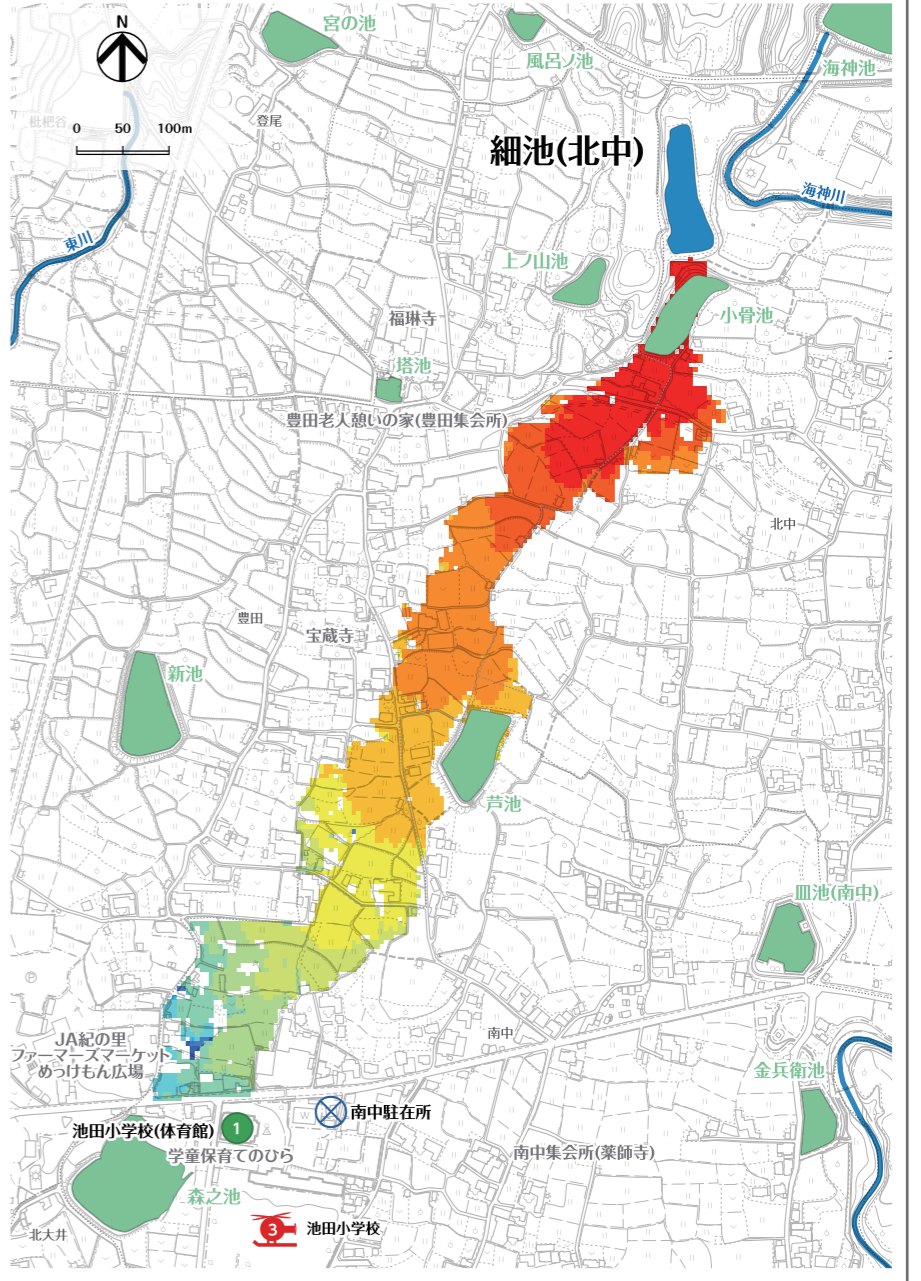 宮の池
N
風呂ノ池
海神池
枇杷谷
0 50 100m
登尾
細池(北中)
海神川
東川
上ノ山池
小骨池
福琳寺
塔池
豊田老人憩いの家(豊田集会所)
北中
豊田
宝蔵寺
新池
芦池
皿池(南中)
南中
JA紀の里
ファーマーズマーケット
めっけもん広場
金兵衛池
南中駐在所
池田小学校(体育館)
1
学童保育てのひら
南中集会所(薬師寺)
森之池
北大井
3
池田小学校